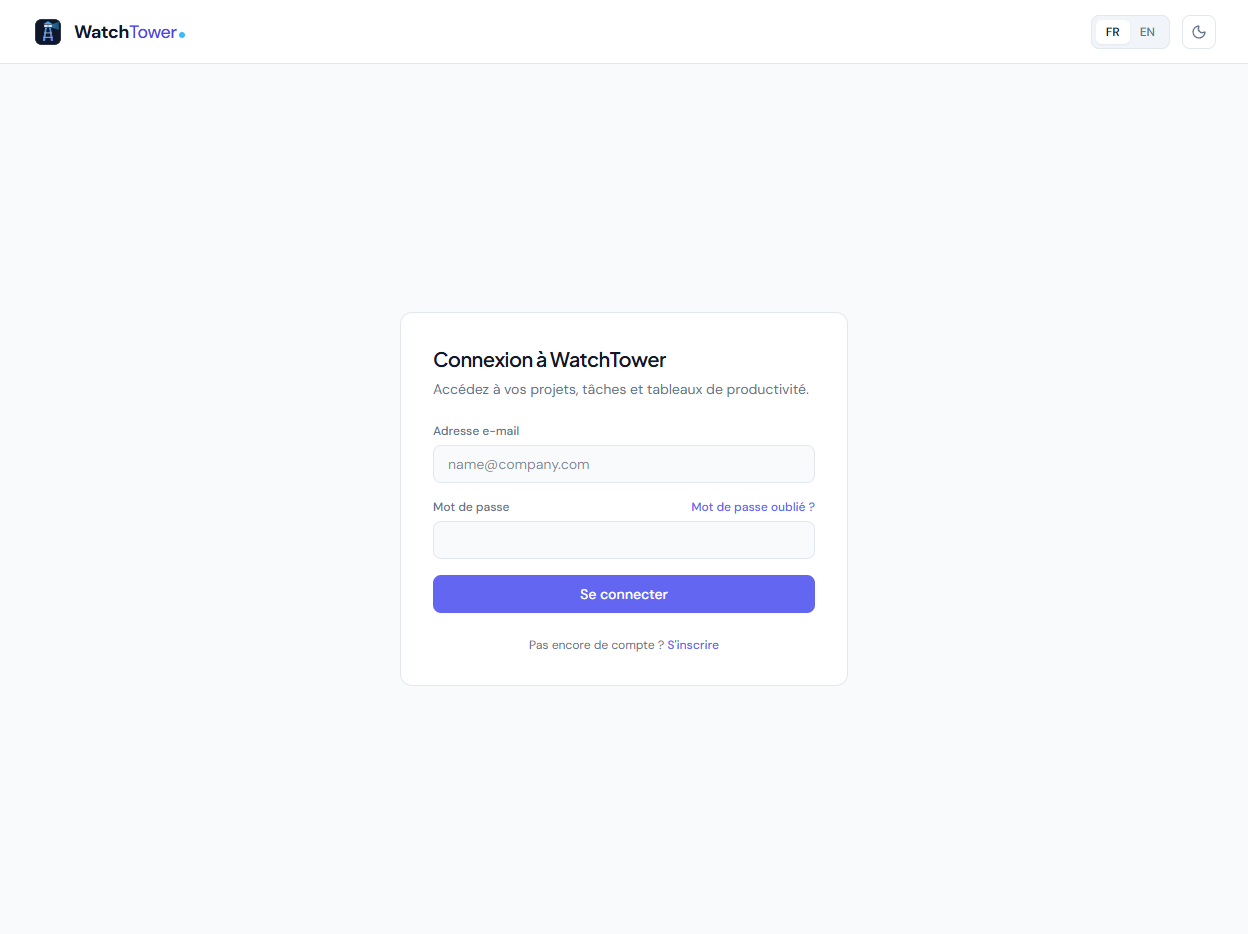 WatchTower
FR EN
Connexion à WatchTower
Accédez à vos projets, tâches et tableaux de productivité.
Adresse e-mail
name@company.com
Mot de passe Mot de passe oublié ?
Se connecter
Pas encore de compte ? S'inscrire